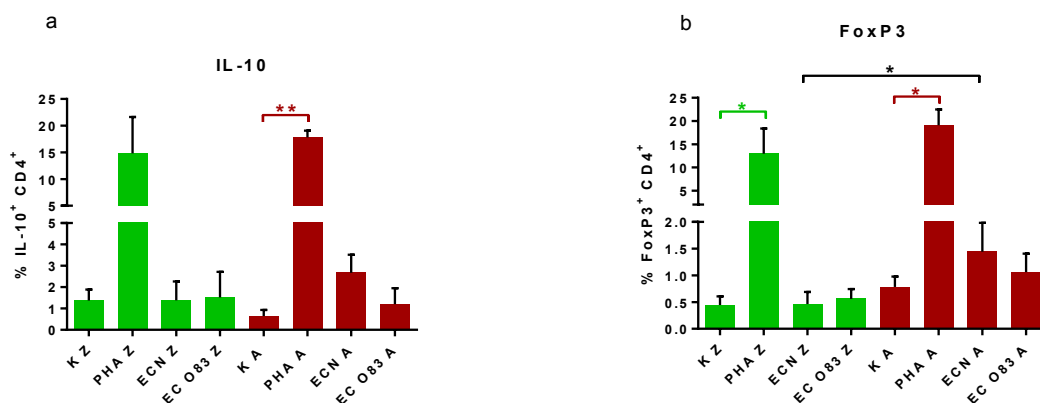 a
IL-10
% IL-10⁺ CD4⁺
25
20
15
10
5
5
4
3
2
1
0
**
K Z
PHA Z
ECN Z
EC O83 Z
K A
PHA A
ECN A
EC O83 A
b
FoxP3
% FoxP3⁺ CD4⁺
25
20
15
10
5
2.0
1.5
1.0
0.5
0.0
*
*
*
K Z
PHA Z
ECN Z
EC O83 Z
K A
PHA A
ECN A
EC O83 A